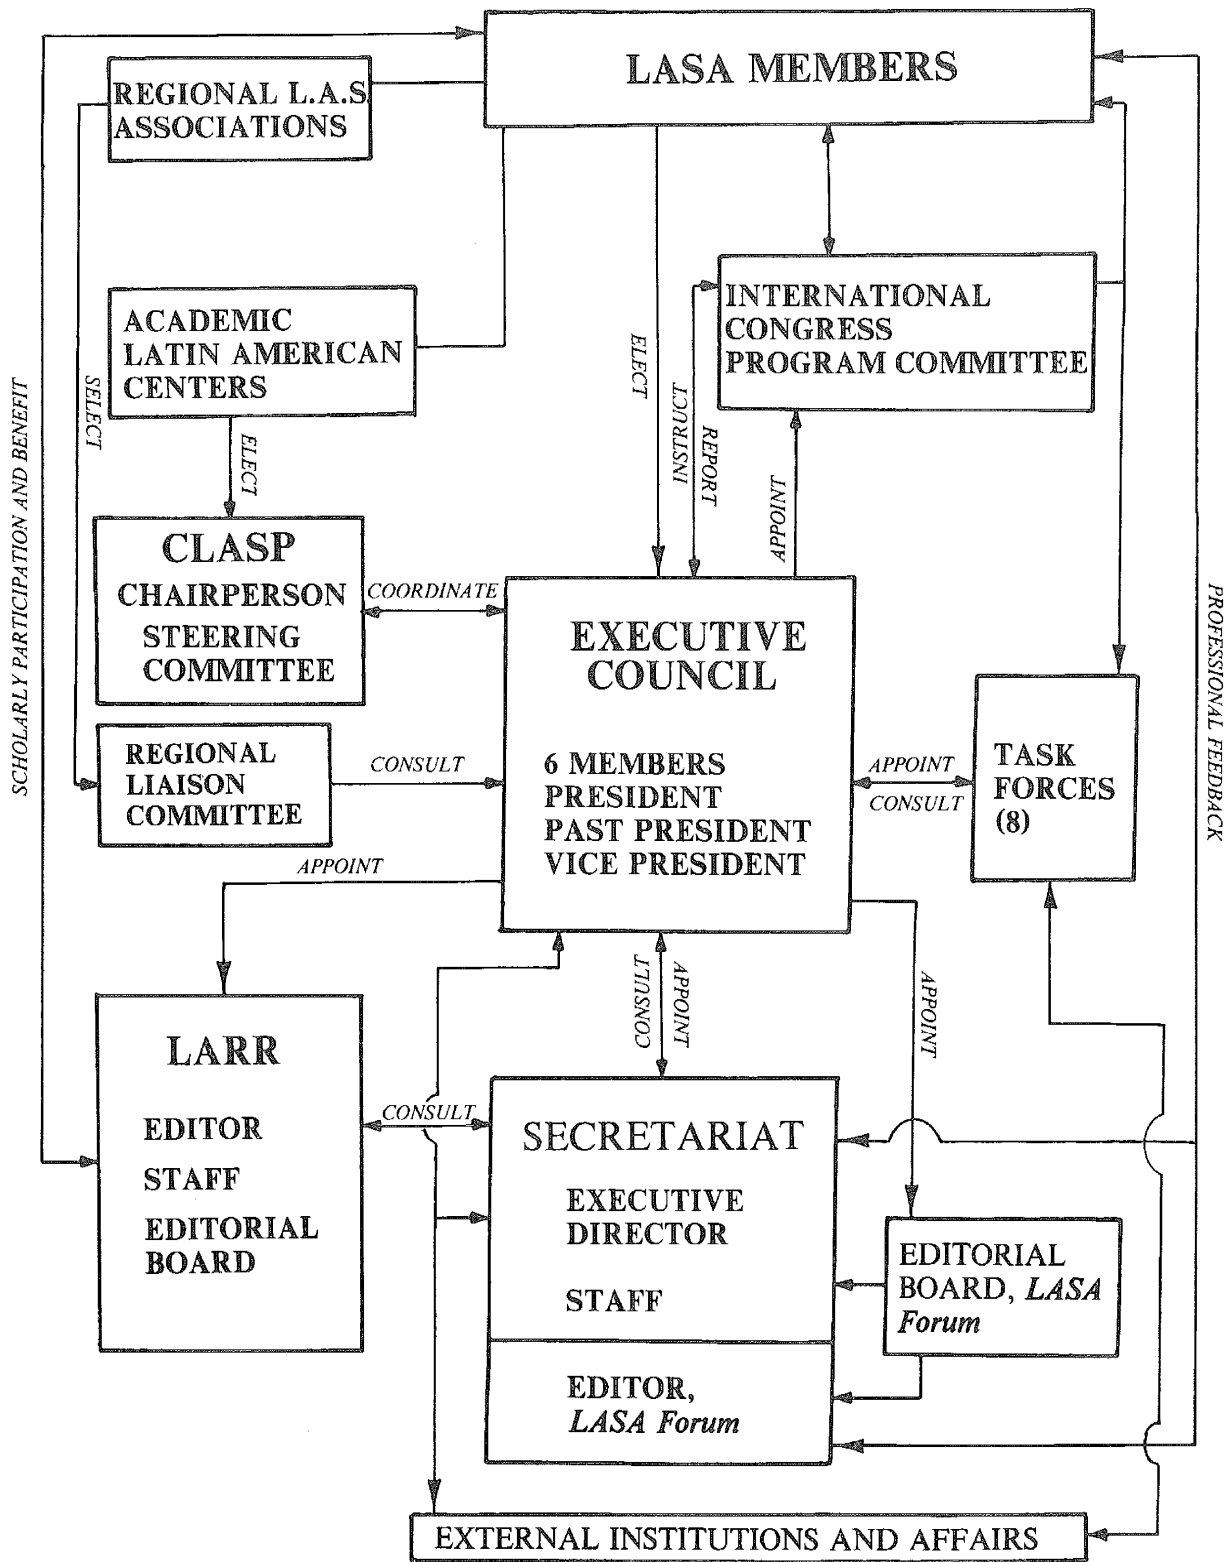 LASA MEMBERS
REGIONAL L.A.S.
ASSOCIATIONS
INTERNATIONAL
CONGRESS
PROGRAM COMMITTEE
ACADEMIC
LATIN AMERICAN
CENTERS
SCHOLARLY PARTICIPATION AND BENEFIT
SELECT
ELECT
ELECT
INSTRUCT
REPORT
APPOINT
CLASP
CHAIRPERSON
STEERING
COMMITTEE
COORDINATE
EXECUTIVE
COUNCIL
6 MEMBERS
PRESIDENT
PAST PRESIDENT
VICE PRESIDENT
PROFESSIONAL FEEDBACK
REGIONAL
LIAISON
COMMITTEE
CONSULT
APPOINT
CONSULT
TASK
FORCES
(8)
APPOINT
CONSULT
APPOINT
APPOINT
LARR
EDITOR
STAFF
EDITORIAL
BOARD
CONSULT
SECRETARIAT
EXECUTIVE
DIRECTOR
STAFF
EDITORIAL
BOARD, LASA
Forum
EDITOR,
LASA Forum
EXTERNAL INSTITUTIONS AND AFFAIRS